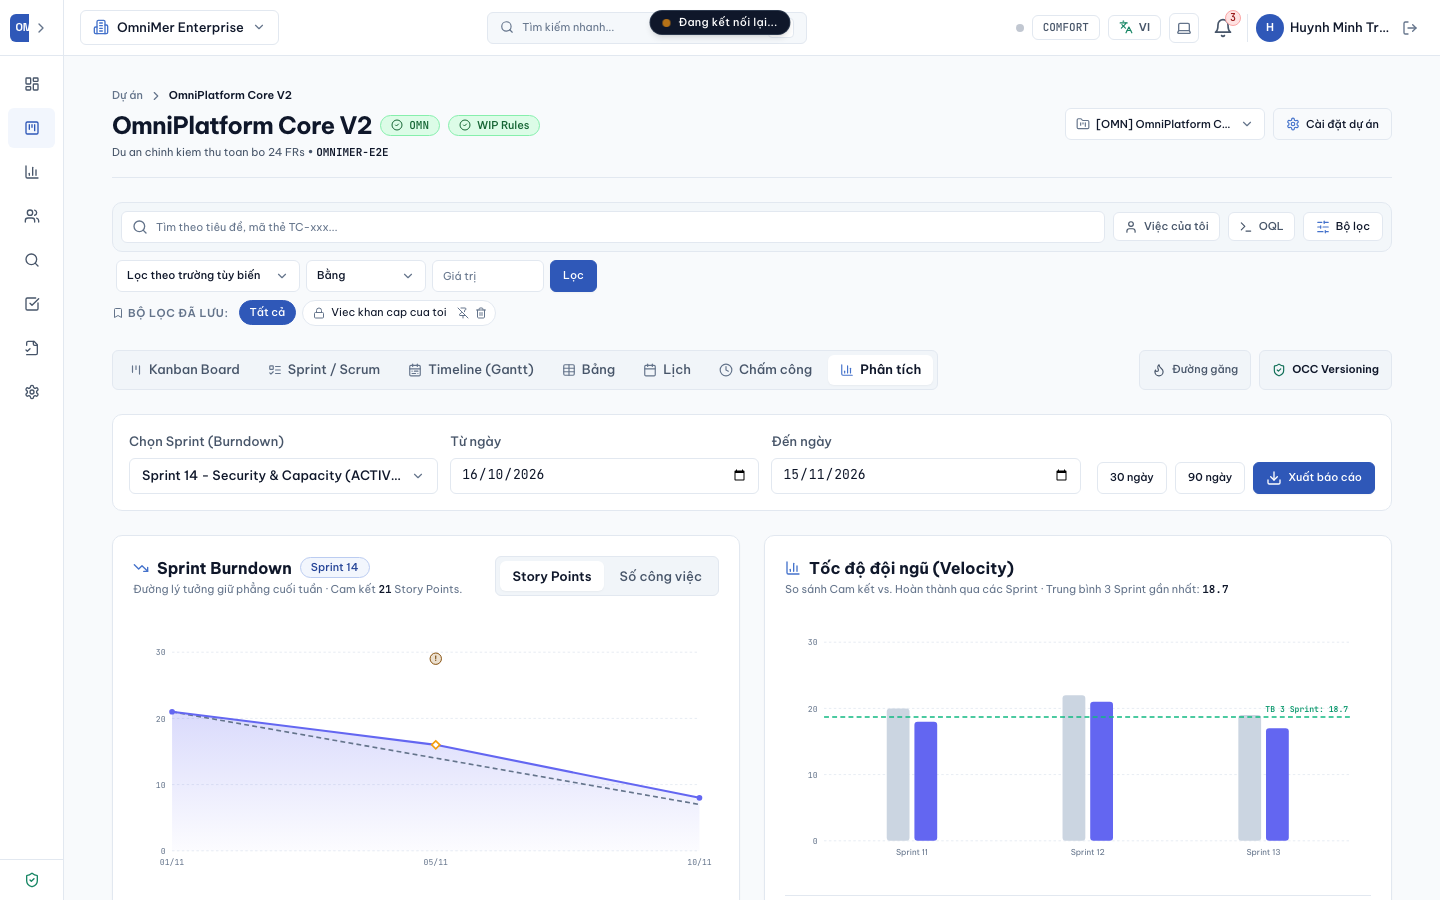 OmniMer Enterprise
Tìm kiếm nhanh...
Đang kết nối lại...
COMFORT
VI
3
H
Huynh Minh Tr...
Dự án
OmniPlatform Core V2
OmniPlatform Core V2
OMN
WIP Rules
[OMN] OmniPlatform C...
Cài đặt dự án
Du an chinh kiem thu toan bo 24 FRs • OMNIMER-E2E
Tìm theo tiêu đề, mã thẻ TC-xxx...
Việc của tôi
OQL
Bộ lọc
Lọc theo trường tùy biến
Bằng
Giá trị
Lọc
BỘ LỌC ĐÃ LƯU:
Tất cả
Viec khan cap cua toi
Kanban Board
Sprint / Scrum
Timeline (Gantt)
Bảng
Lịch
Chấm công
Phân tích
Đường găng
OCC Versioning
Chọn Sprint (Burndown)
Từ ngày
Đến ngày
Sprint 14 - Security & Capacity (ACTIV...
16/10/2026
15/11/2026
30 ngày
90 ngày
Xuất báo cáo
Sprint Burndown
Sprint 14
Đường lý tưởng giữ phẳng cuối tuần · Cam kết 21 Story Points.
Story Points
Số công việc
30
20
10
0
01/11
05/11
10/11
!
Tốc độ đội ngũ (Velocity)
So sánh Cam kết vs. Hoàn thành qua các Sprint · Trung bình 3 Sprint gần nhất: 18.7
30
20
10
0
TB 3 Sprint: 18.7
Sprint 11
Sprint 12
Sprint 13